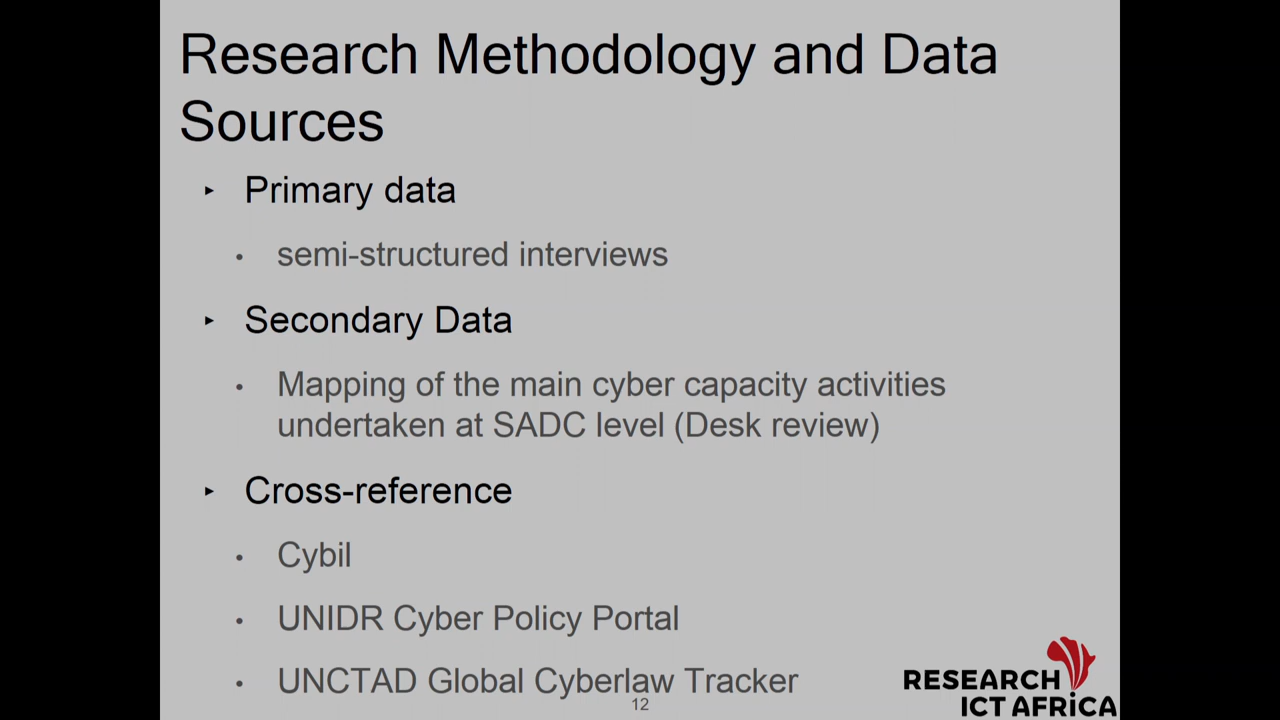 Research Methodology and Data
Sources
‣ Primary data
• semi-structured interviews
‣ Secondary Data
• Mapping of the main cyber capacity activities
undertaken at SADC level (Desk review)
‣ Cross-reference
• Cybil
• UNIDR Cyber Policy Portal
• UNCTAD Global Cyberlaw Tracker
12
RESEARCH
ICT AFRICA